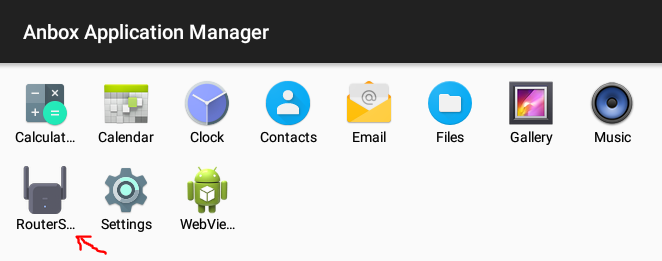 Anbox Application Manager
Calculat...
Calendar
Clock
Contacts
Email
Files
Gallery
Music
RouterS...
Settings
WebVie...